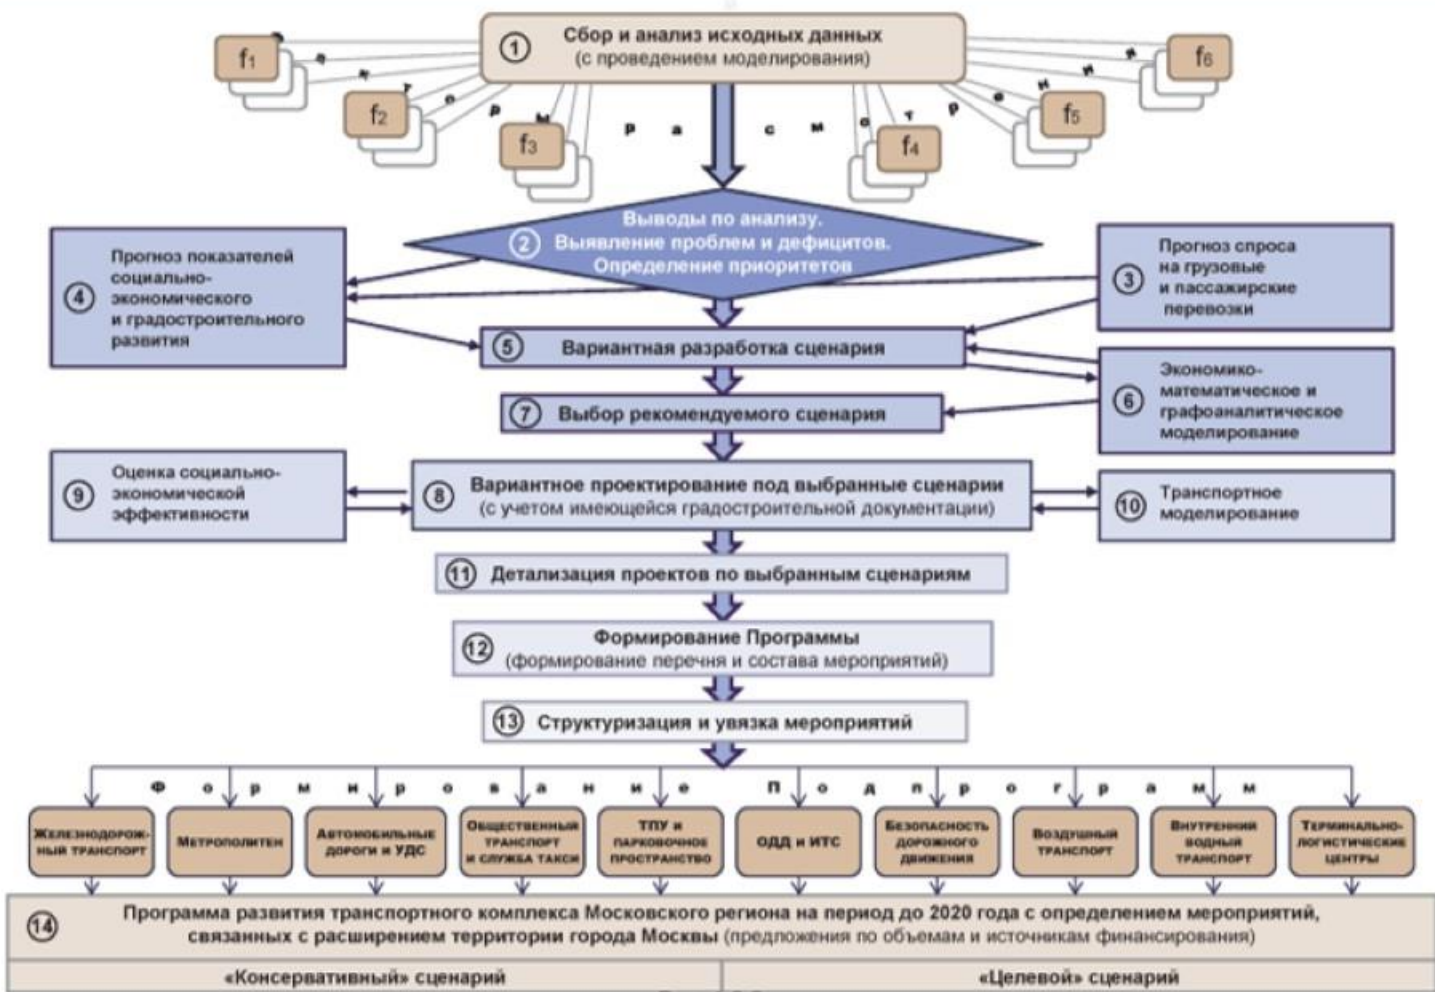 1 Сбор и анализ исходных данных
(с проведением моделирования)
f1
f2
f3
f4
f5
f6
Факторы рассмотрения
2 Выводы по анализу.
Выявление проблем и дефицитов.
Определение приоритетов
4 Прогноз показателей
социально-
экономического
и градостроительного
развития
3 Прогноз спроса
на грузовые
и пассажирские
перевозки
5 Вариантная разработка сценария
6 Экономико-
математическое и
графоаналитическое
моделирование
7 Выбор рекомендуемого сценария
9 Оценка социально-
экономической
эффективности
8 Вариантное проектирование под выбранные сценарии
(с учетом имеющейся градостроительной документации)
10 Транспортное
моделирование
11 Детализация проектов по выбранным сценариям
12 Формирование Программы
(формирование перечня и состава мероприятий)
13 Структуризация и увязка мероприятий
Формирование Подпрограмм
Железнодорож-
ный транспорт
Метрополитен
Автомобильные
дороги и УДС
Общественный
транспорт
и служба такси
ТПУ и
парковочное
пространство
ОДД и ИТС
Безопасность
дорожного
движения
Воздушный
транспорт
Внутренний
водный
транспорт
Терминально-
логистические
центры
14 Программа развития транспортного комплекса Московского региона на период до 2020 года с определением мероприятий,
связанных с расширением территории города Москвы (предложения по объемам и источникам финансирования)
«Консервативный» сценарий
«Целевой» сценарий